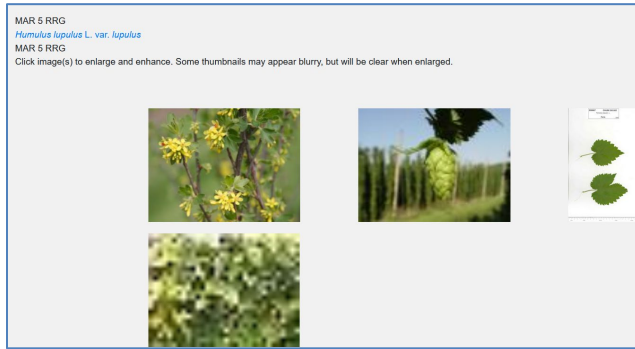 MAR 5 RRG
Humulus lupulus L. var. lupulus
MAR 5 RRG
Click image(s) to enlarge and enhance. Some thumbnails may appear blurry, but will be clear when enlarged.